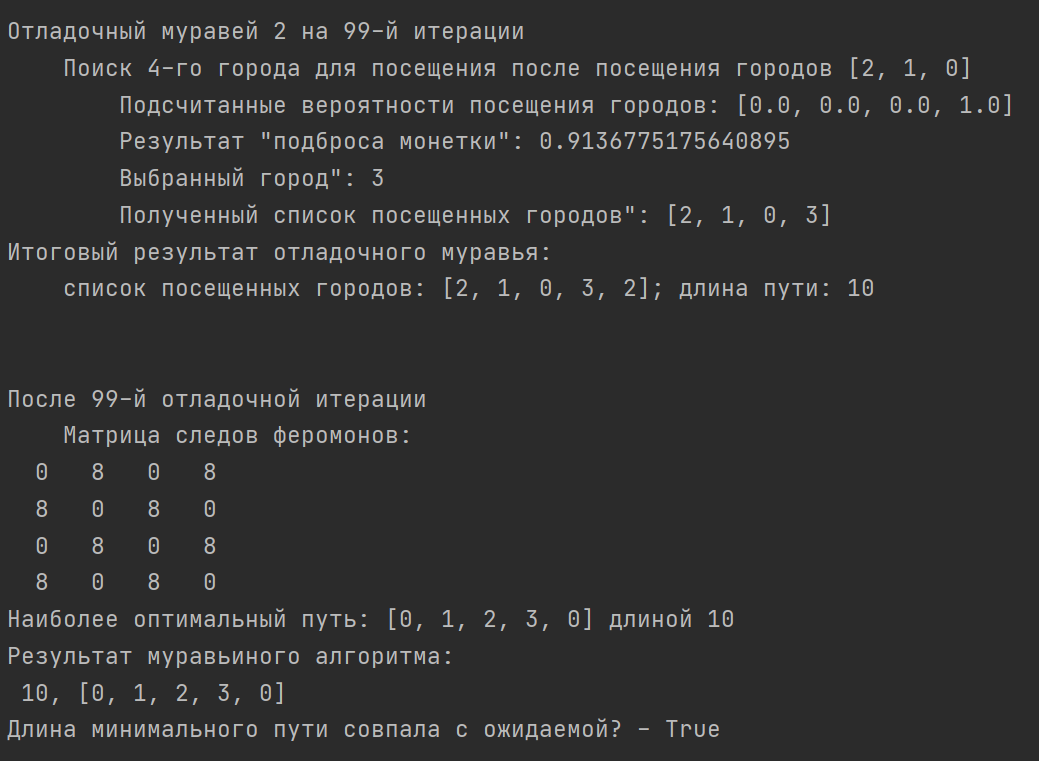 Отладочный муравей 2 на 99-й итерации
Поиск 4-го города для посещения после посещения городов [2, 1, 0]
Подсчитанные вероятности посещения городов: [0.0, 0.0, 0.0, 1.0]
Результат "подброса монетки": 0.9136775175640895
Выбранный город": 3
Полученный список посещенных городов": [2, 1, 0, 3]
Итоговый результат отладочного муравья:
список посещенных городов: [2, 1, 0, 3, 2]; длина пути: 10
После 99-й отладочной итерации
Матрица следов феромонов:
0 8 0 8
8 0 8 0
0 8 0 8
8 0 8 0
Наиболее оптимальный путь: [0, 1, 2, 3, 0] длиной 10
Результат муравьиного алгоритма:
10, [0, 1, 2, 3, 0]
Длина минимального пути совпала с ожидаемой? - True